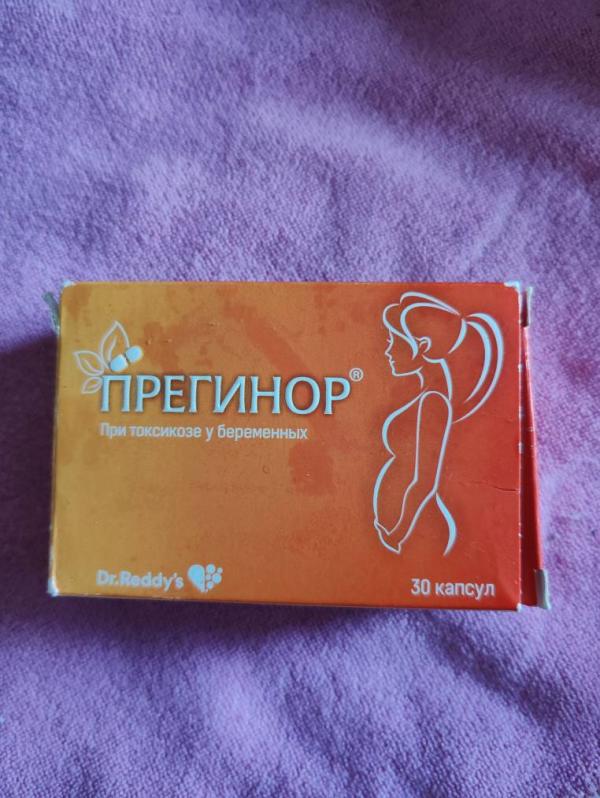 ПРЕГИНОР®
При токсикозе у беременных
Dr.Reddy's
30 капсул